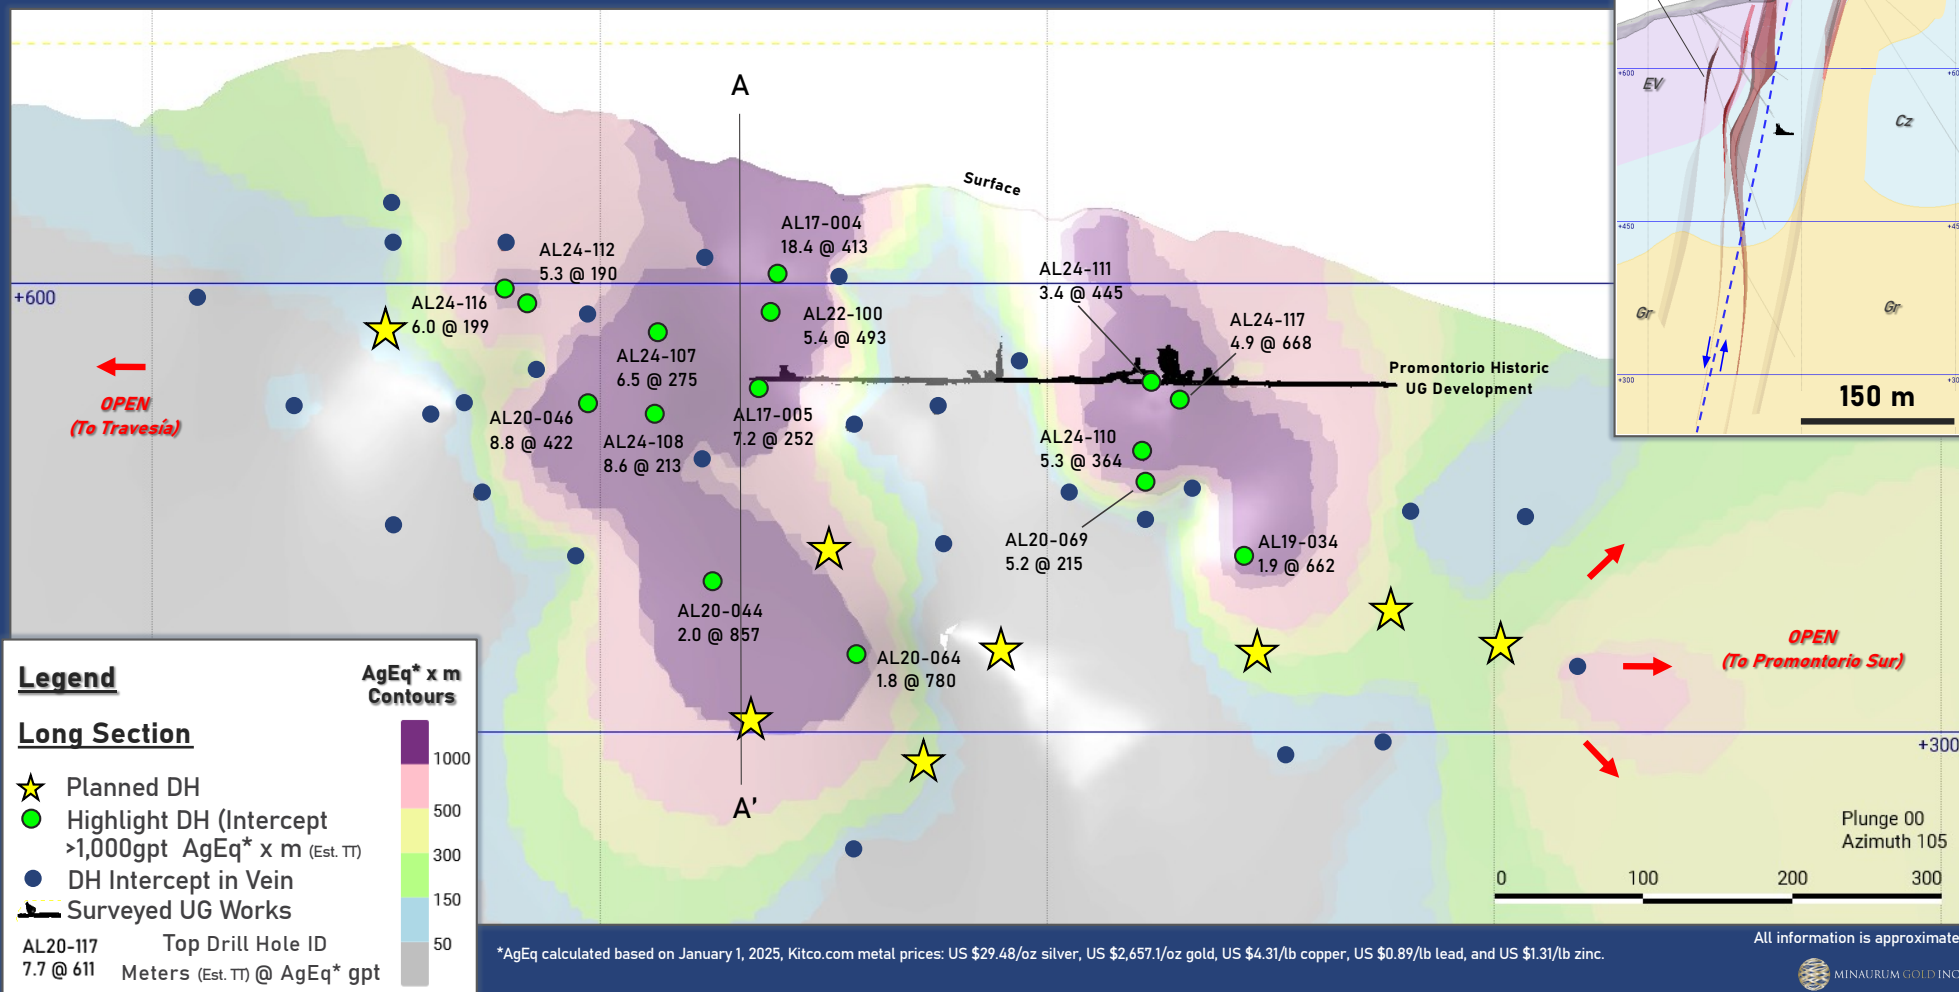 A
Surface
AL17-004
18.4 @ 413
AL24-112
5.3 @ 190
AL24-116
6.0 @ 199
AL22-100
5.4 @ 493
AL24-107
6.5 @ 275
AL24-111
3.4 @ 445
AL24-117
4.9 @ 668
+600
Promontorio Historic
UG Development
OPEN
(To Travesía)
AL20-046
8.8 @ 422
AL24-108
8.6 @ 213
AL17-005
7.2 @ 252
AL24-110
5.3 @ 364
AL20-069
5.2 @ 215
AL19-034
1.9 @ 662
AL20-044
2.0 @ 857
AL20-064
1.8 @ 780
OPEN
(To Promontorio Sur)
+300
A'
Plunge 00
Azimuth 105
0 100 200 300
EV
Cz
Gr
Gr
+600
+60
+450
+45
+300
+30
150 m
Legend
AgEq* x m
Contours
Long Section
Planned DH
Highlight DH (Intercept
>1,000gpt AgEq* x m (Est. TT)
DH Intercept in Vein
Surveyed UG Works
AL20-117
7.7 @ 611
Top Drill Hole ID
Meters (Est. TT) @ AgEq* gpt
1000
500
300
150
50
*AgEq calculated based on January 1, 2025, Kitco.com metal prices: US $29.48/oz silver, US $2,657.1/oz gold, US $4.31/lb copper, US $0.89/lb lead, and US $1.31/lb zinc.
All information is approximate
MINAURUM GOLD INC